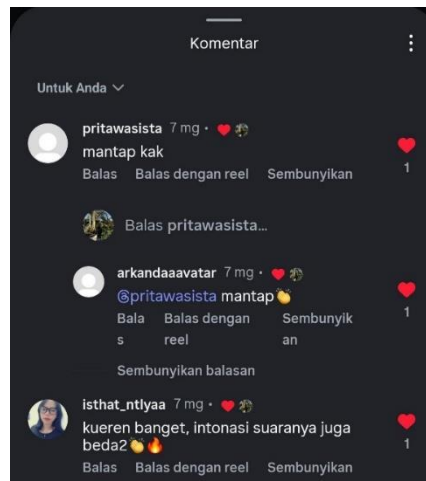 Komentar
Untuk Anda
pritawasista 7 mg •
mantap kak
Balas Balas dengan reel Sembunyikan
1
Balas pritawasista...
arkandaaavatar 7 mg •
@pritawasista mantap👏
Bala Balas dengan Sembunyik
s reel an
1
Sembunyikan balasan
isthat_ntlyaa 7 mg •
kueren banget, intonasi suaranya juga
beda2👏🔥
1
Balas Balas dengan reel Sembunyikan